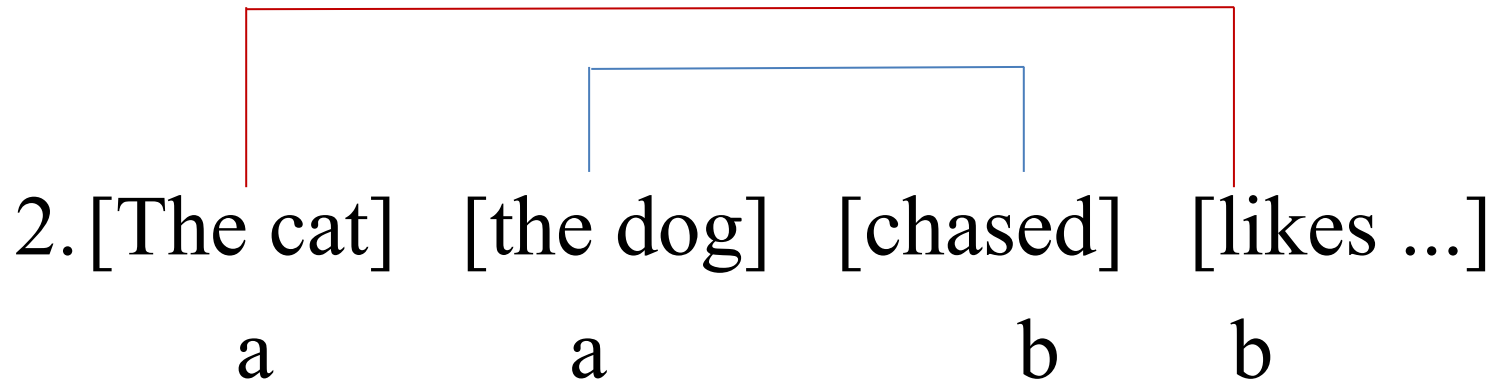 2. [The cat] [the dog] [chased] [likes ...]
a a b b